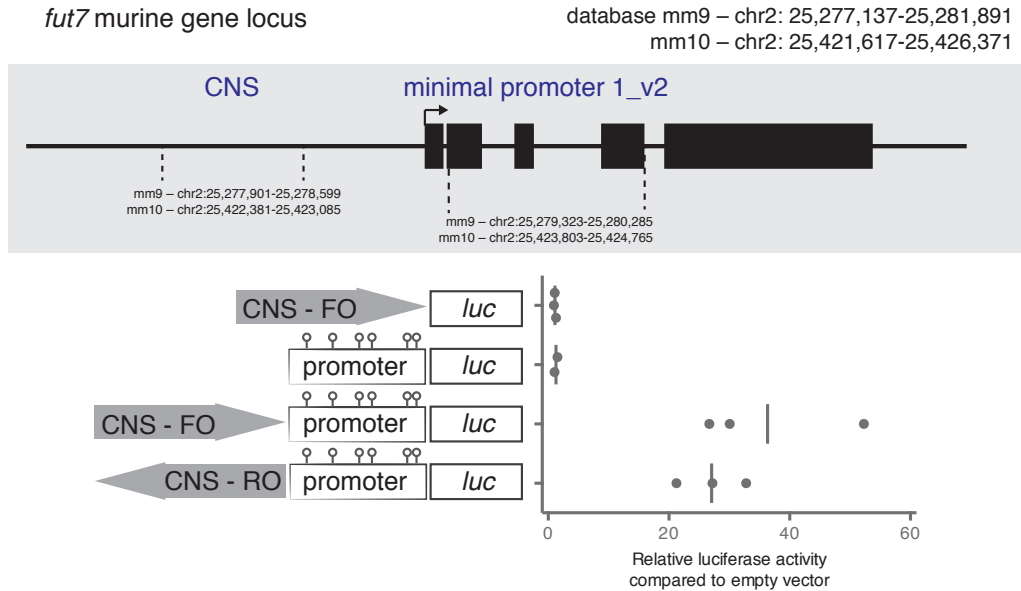 fut7 murine gene locus
database mm9 – chr2: 25,277,137-25,281,891
mm10 – chr2: 25,421,617-25,426,371
CNS
minimal promoter 1_v2
mm9 – chr2:25,277,901-25,278,599
mm10 – chr2:25,422,381-25,423,085
mm9 – chr2:25,279,323-25,280,285
mm10 – chr2:25,423,803-25,424,765
CNS - FO luc
promoter luc
CNS - FO promoter luc
CNS - RO promoter luc
0 20 40 60
Relative luciferase activity
compared to empty vector